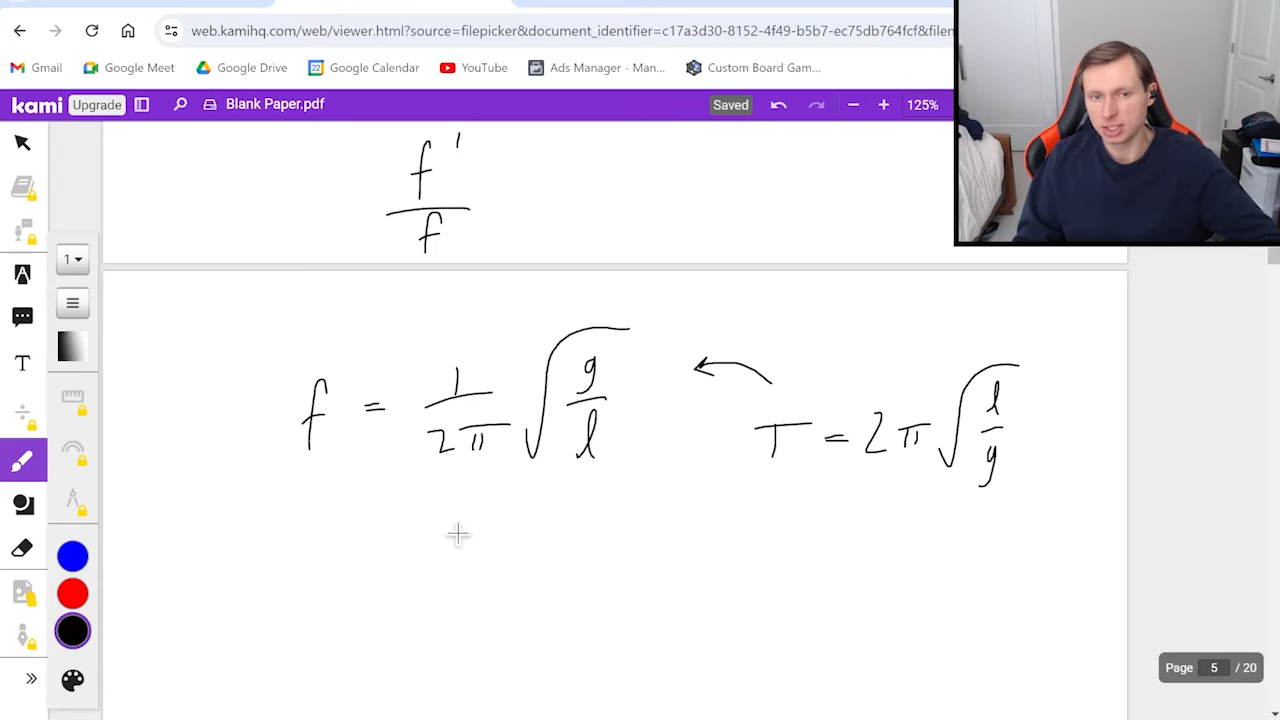 web.kamihq.com/web/viewer.html?source=filepicker&document_identifier=c17a3d30-8152-4f49-b5b7-ec75db764fcf&filen
Gmail Google Meet Google Drive 22 Google Calendar YouTube Ads Manager - Man... Custom Board Gam...
kami Upgrade Blank Paper.pdf Saved 125%
f'
f
1
f = 1/2π √g/l
T = 2π √l/g
T
Page 5 / 20